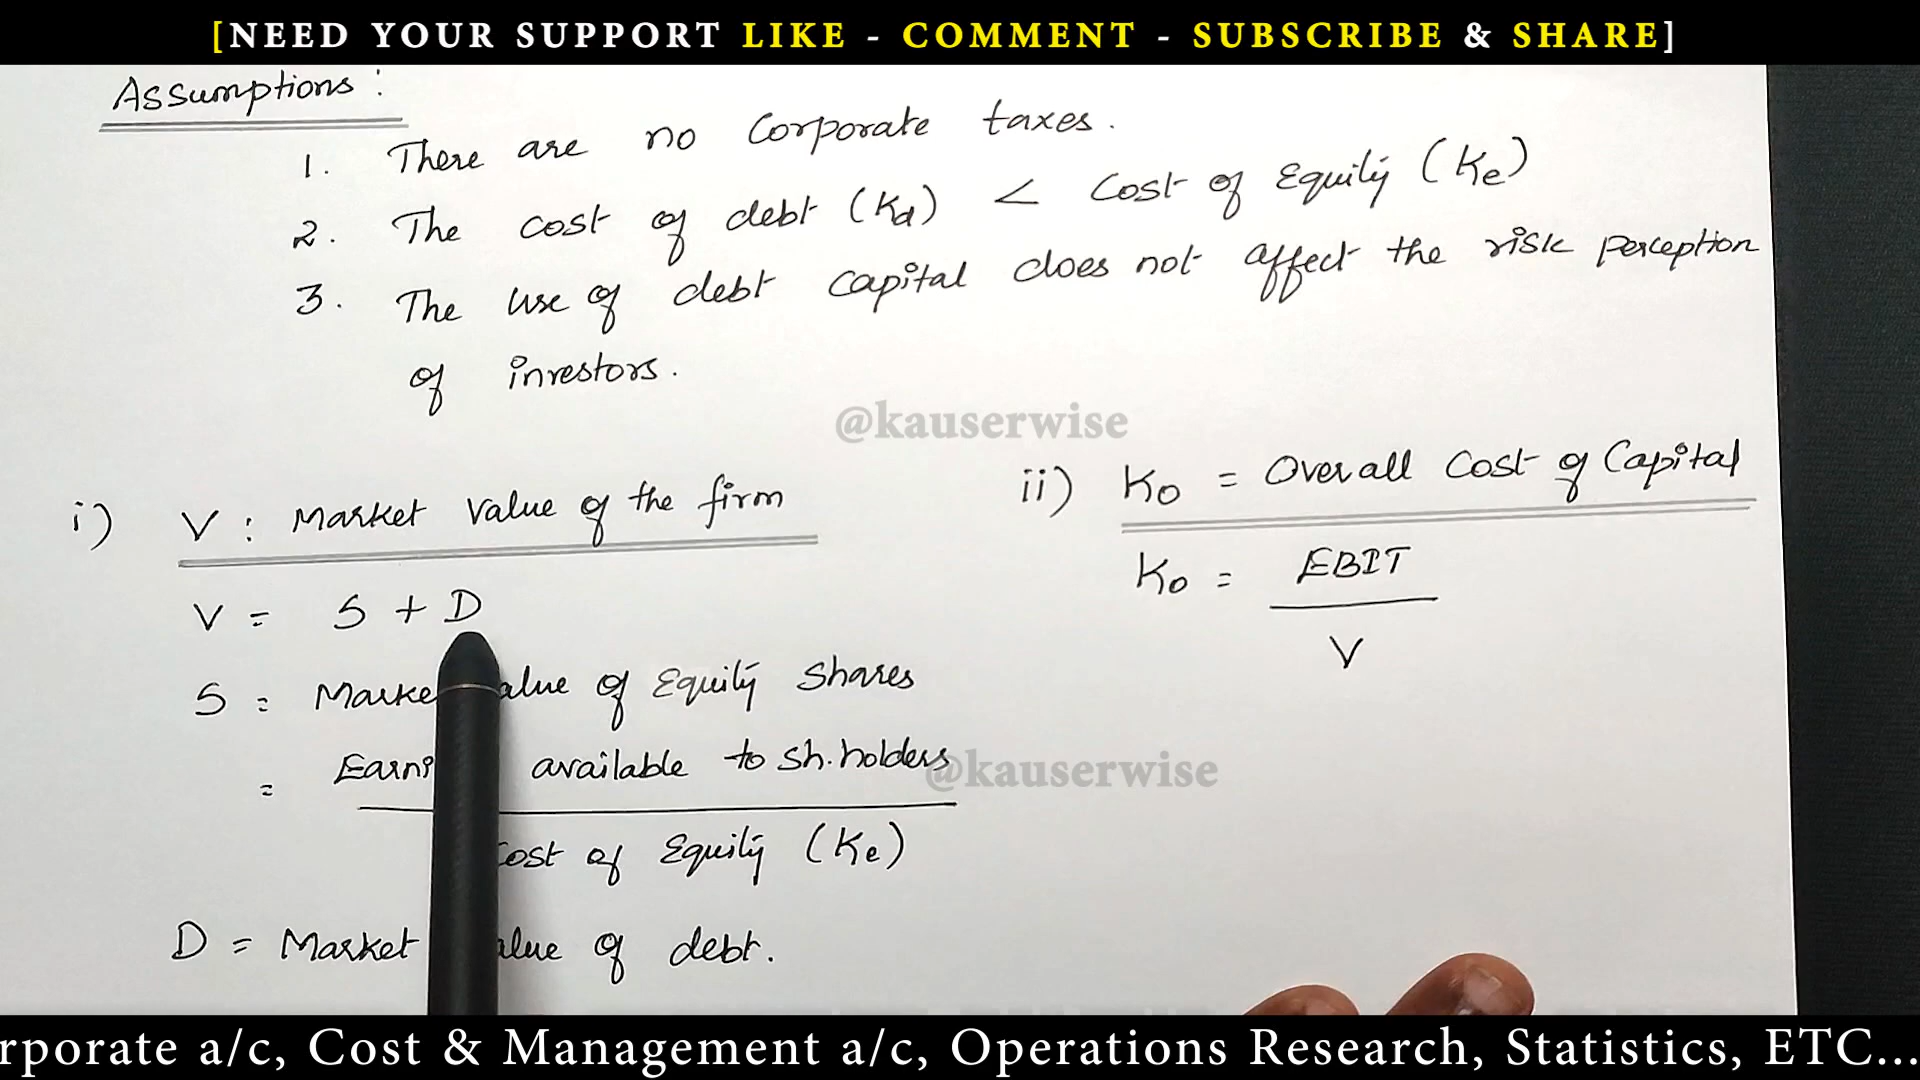 [NEED YOUR SUPPORT LIKE - COMMENT - SUBSCRIBE & SHARE]
Assumptions:
1. There are no Corporate taxes.
2. The cost of debt (Kd) < Cost of Equity (Ke)
3. The use of debt capital does not affect the risk perception
of investors.
@kauserwise
i) V : Market Value of the firm
V = S + D
S = Marke alue of Equity Shares
= Earni available to Sh.holders
ost of Equity (Ke)
D = Market alue of debt.
ii) Ko = Overall Cost of Capital
Ko = EBIT
V
@kauserwise
rporate a/c, Cost & Management a/c, Operations Research, Statistics, ETC...